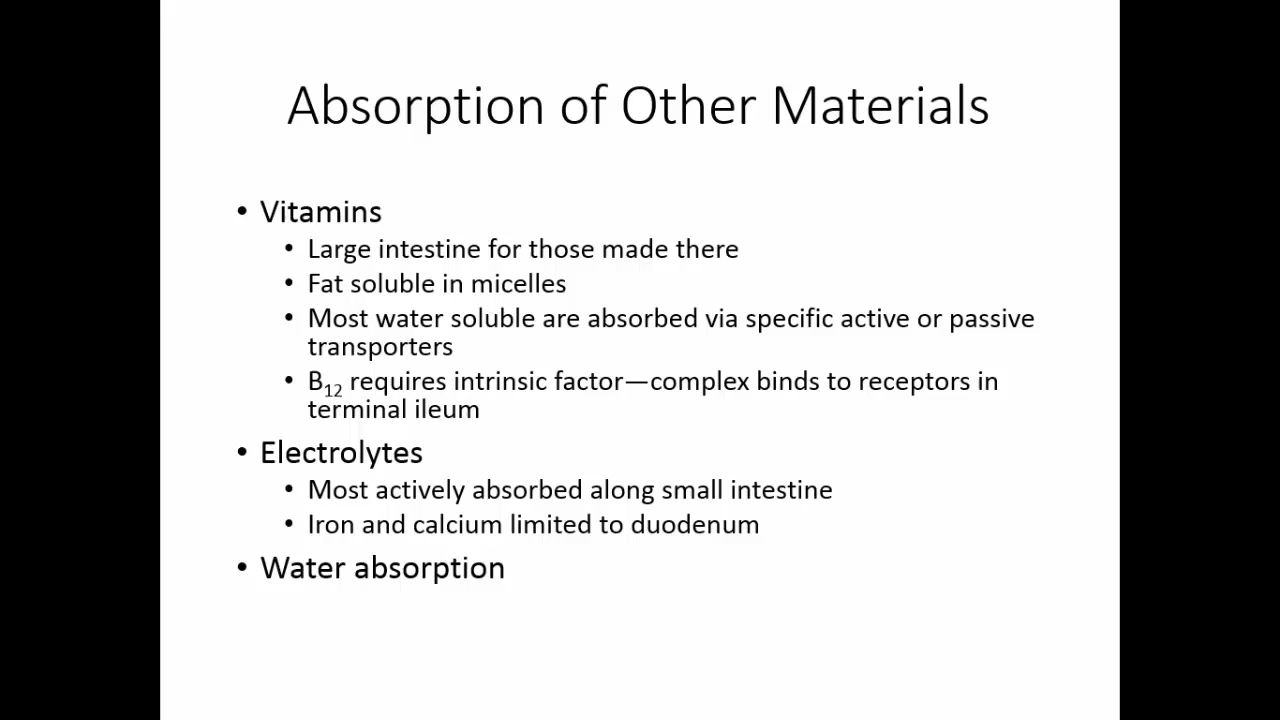 Absorption of Other Materials
• Vitamins
• Large intestine for those made there
• Fat soluble in micelles
• Most water soluble are absorbed via specific active or passive
transporters
• B₁₂ requires intrinsic factor—complex binds to receptors in
terminal ileum
• Electrolytes
• Most actively absorbed along small intestine
• Iron and calcium limited to duodenum
• Water absorption